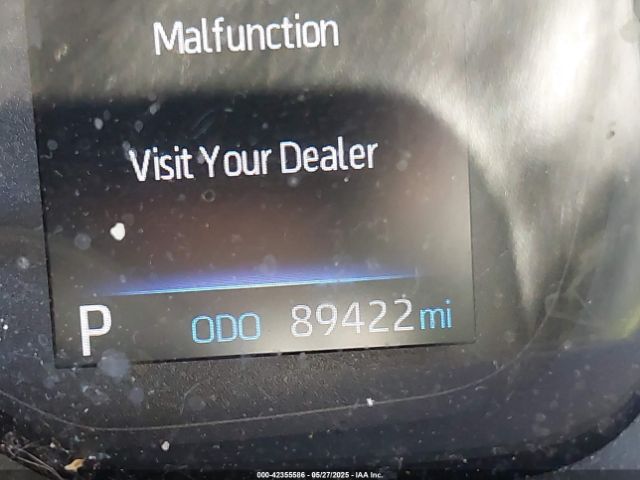 Malfunction
Visit Your Dealer
P ODO 89422 mi
000-42355586 - 05/27/2025 - IAA Inc.